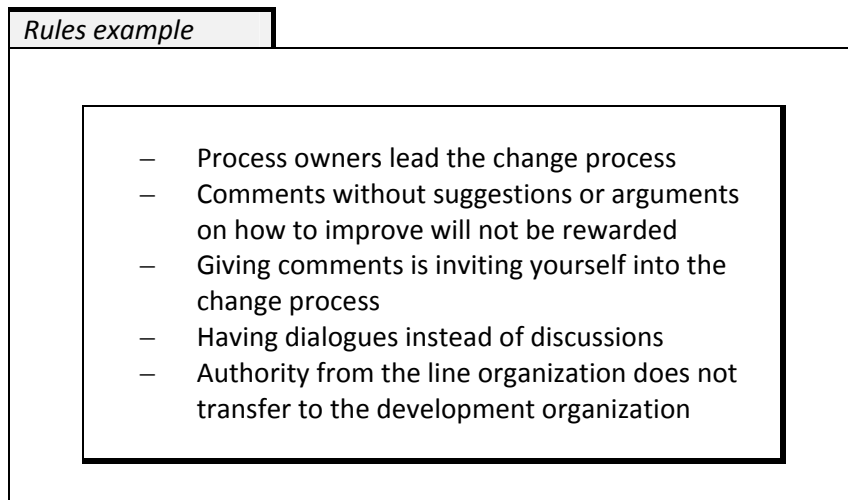 Rules example
– Process owners lead the change process
– Comments without suggestions or arguments
on how to improve will not be rewarded
– Giving comments is inviting yourself into the
change process
– Having dialogues instead of discussions
– Authority from the line organization does not
transfer to the development organization